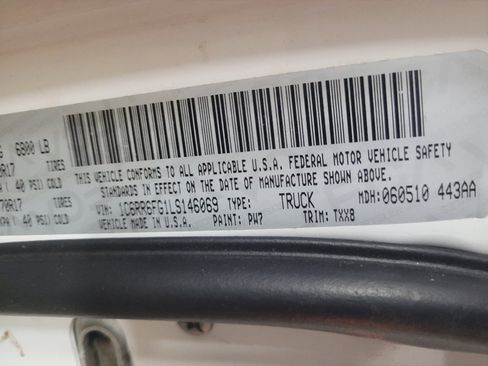 6800 LB
TIRES
40 PSI) COLD
TIRES
40 PSI) COLD
THIS VEHICLE CONFORMS TO ALL APPLICABLE U.S.A. FEDERAL MOTOR VEHICLE SAFETY
STANDARDS IN EFFECT ON THE DATE OF MANUFACTURE SHOWN ABOVE.
VIN: 1C6RR6FG1LS146069 TYPE: TRUCK MDH:060510 443AA
VEHICLE MADE IN U.S.A. PAINT: PW7 TRIM: TXX8